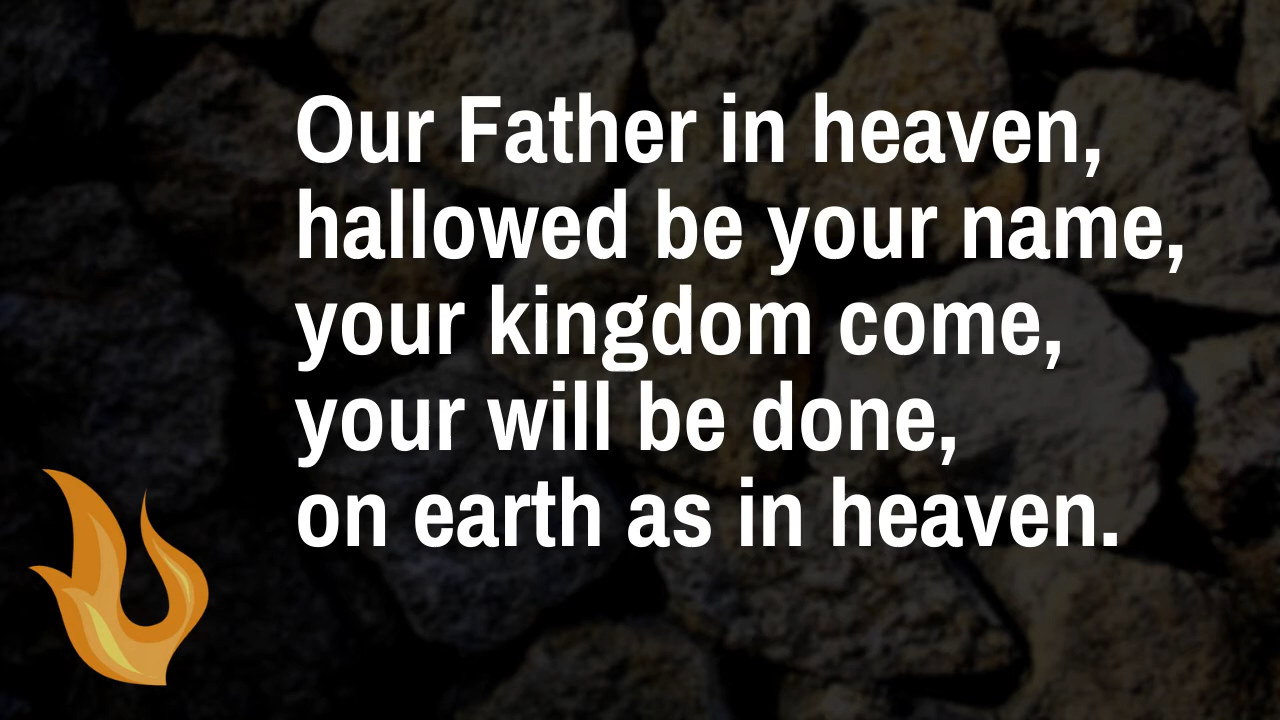 Our Father in heaven,
hallowed be your name,
your kingdom come,
your will be done,
on earth as in heaven.